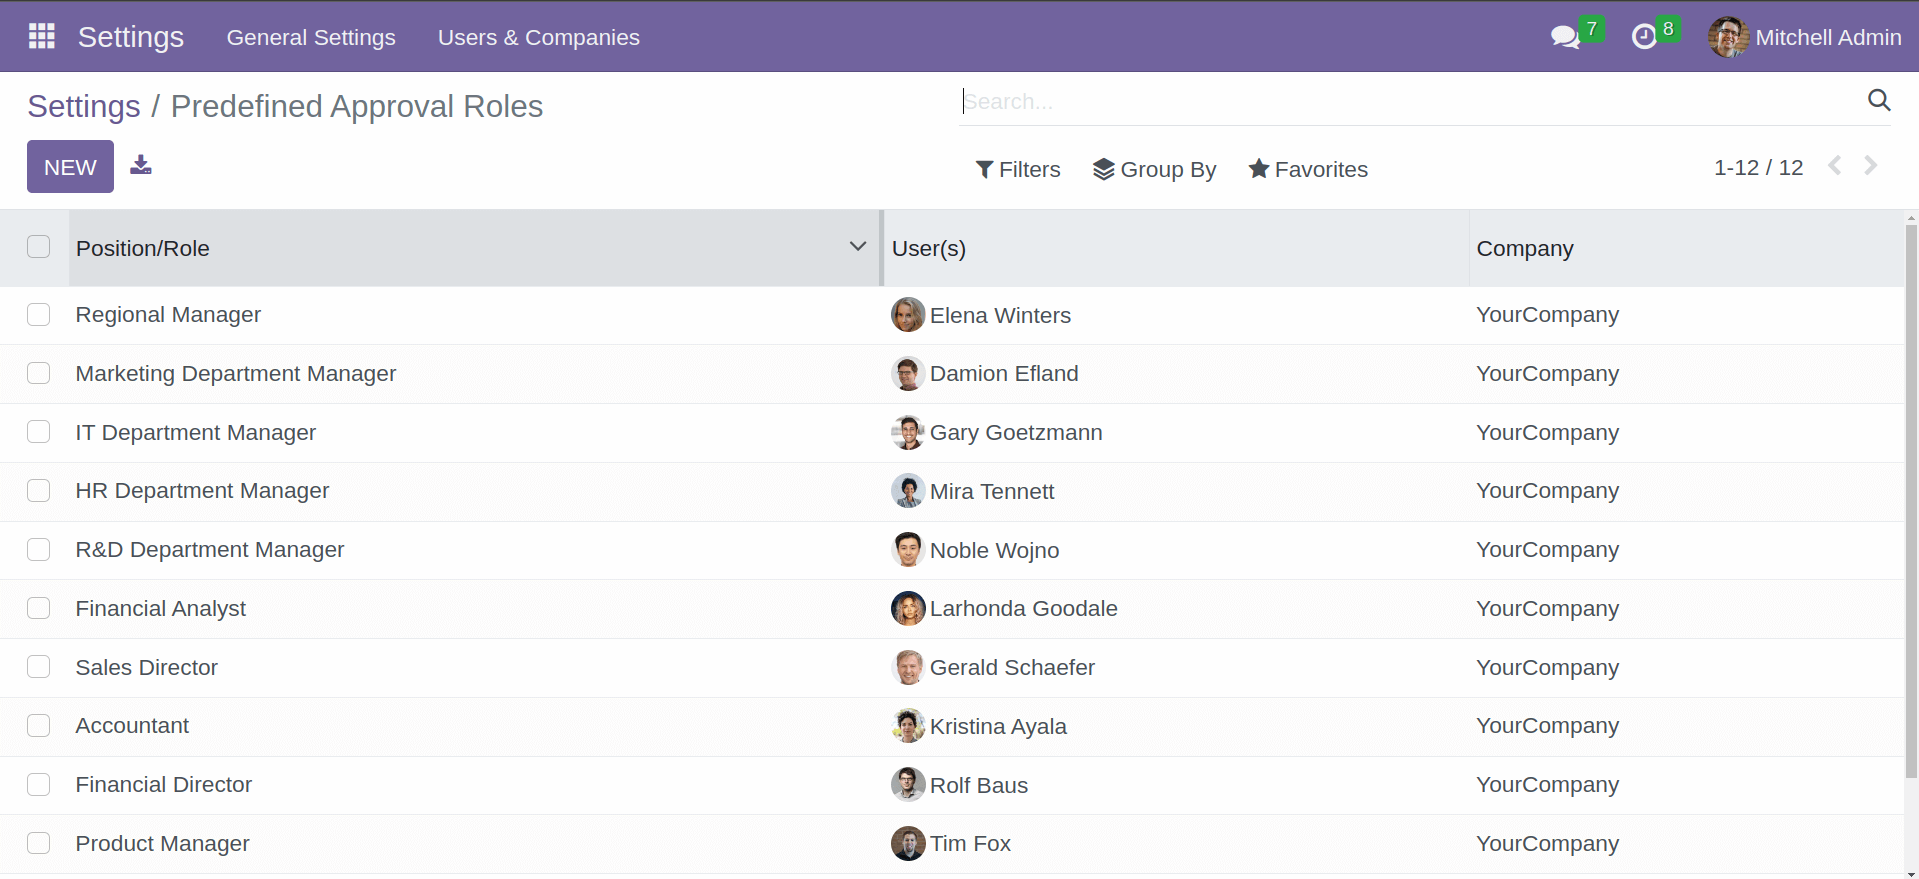 Settings General Settings Users & Companies 7 8 Mitchell Admin
Settings / Predefined Approval Roles Search...
NEW Filters Group By Favorites 1-12 / 12
Position/Role User(s) Company
Regional Manager Elena Winters YourCompany
Marketing Department Manager Damion Efland YourCompany
IT Department Manager Gary Goetzmann YourCompany
HR Department Manager Mira Tennett YourCompany
R&D Department Manager Noble Wojno YourCompany
Financial Analyst Larhonda Goodale YourCompany
Sales Director Gerald Schaefer YourCompany
Accountant Kristina Ayala YourCompany
Financial Director Rolf Baus YourCompany
Product Manager Tim Fox YourCompany